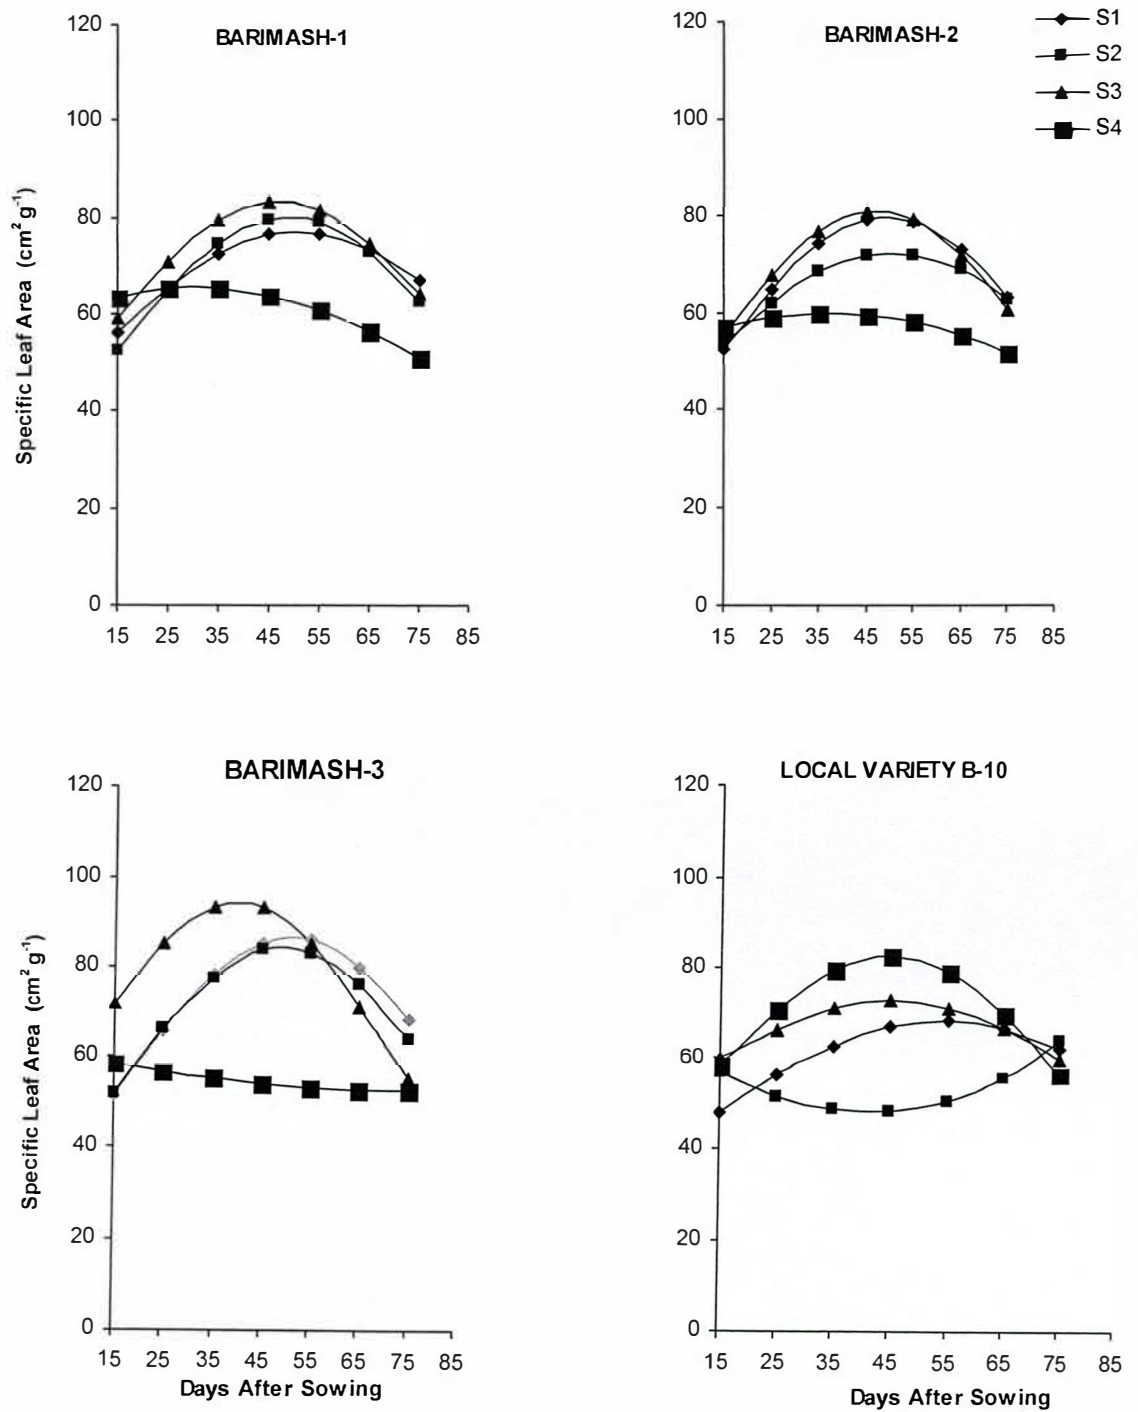 BARIMASH-1
120
100
80
60
40
20
0
15 25 35 45 55 65 75 85
Specific Leaf Area (cm² g⁻¹)
BARIMASH-2
120
100
80
60
40
20
0
15 25 35 45 55 65 75 85
S1
S2
S3
S4
BARIMASH-3
120
100
80
60
40
20
0
15 25 35 45 55 65 75 85
Specific Leaf Area (cm² g⁻¹)
Days After Sowing
LOCAL VARIETY B-10
120
100
80
60
40
20
0
15 25 35 45 55 65 75 85
Days After Sowing